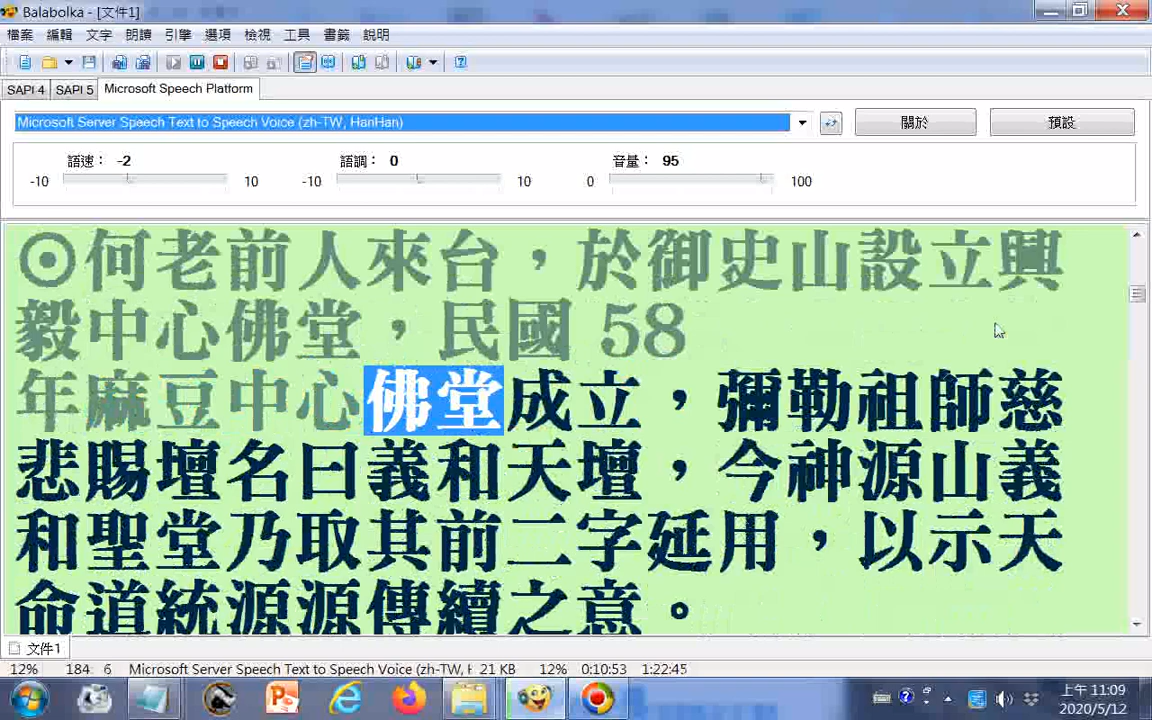 Balabolka - [文件1]
檔案 編輯 文字 朗讀 引擎 選項 檢視 工具 書籤 說明
SAPI 4 SAPI 5 Microsoft Speech Platform
Microsoft Server Speech Text to Speech Voice (zh-TW, HanHan) 關於 預設
語速： -2 語調： 0 音量： 95
-10 10 -10 10 0 100
⊙何老前人來台，於御史山設立興
毅中心佛堂，民國 58
年麻豆中心佛堂成立，彌勒祖師慈
悲賜壇名曰義和天壇，今神源山義
和聖堂乃取其前二字延用，以示天
命道統源源傳續之意。
文件1
12% 184 6 Microsoft Server Speech Text to Speech Voice (zh-TW, H 21 KB 12% 0:10:53 1:22:45
上午 11:09
2020/5/12